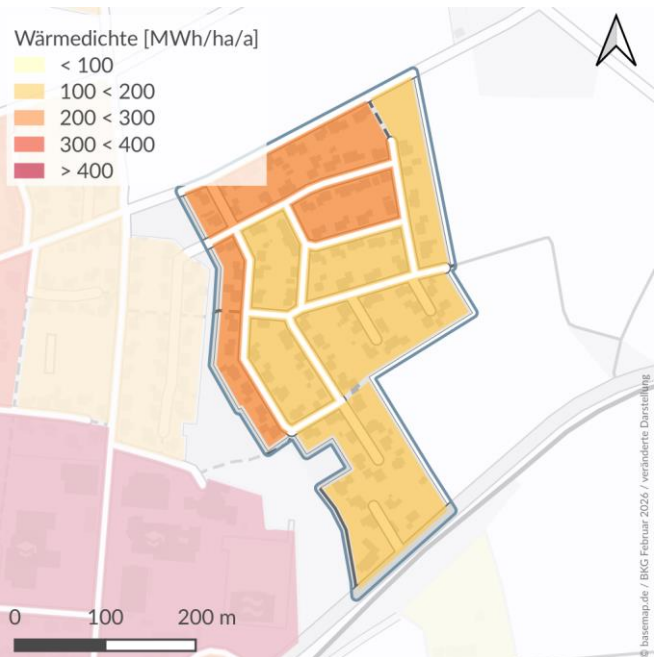 Wärmedichte [MWh/ha/a]
< 100
100 < 200
200 < 300
300 < 400
> 400
0 100 200 m
© basemap.de / BKG Februar 2026 / veränderte Darstellung